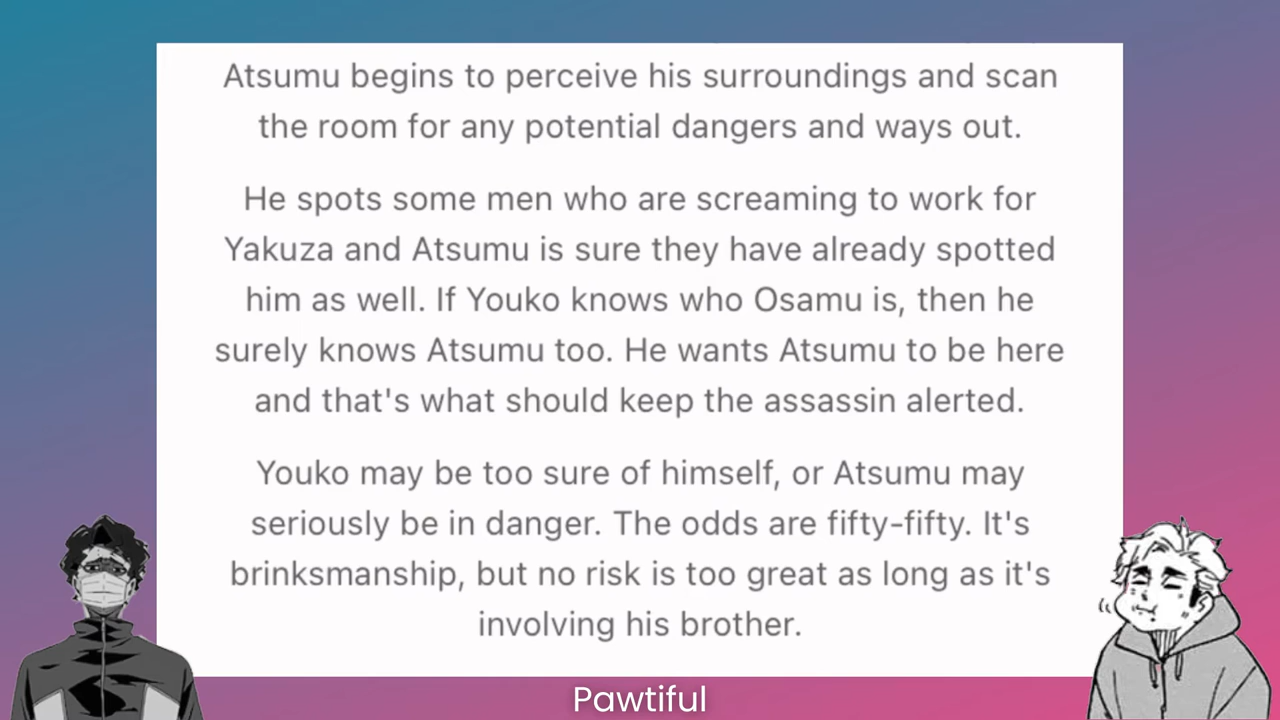 Atsumu begins to perceive his surroundings and scan
the room for any potential dangers and ways out.
He spots some men who are screaming to work for
Yakuza and Atsumu is sure they have already spotted
him as well. If Youko knows who Osamu is, then he
surely knows Atsumu too. He wants Atsumu to be here
and that's what should keep the assassin alerted.
Youko may be too sure of himself, or Atsumu may
seriously be in danger. The odds are fifty-fifty. It's
brinksmanship, but no risk is too great as long as it's
involving his brother.
Pawtiful